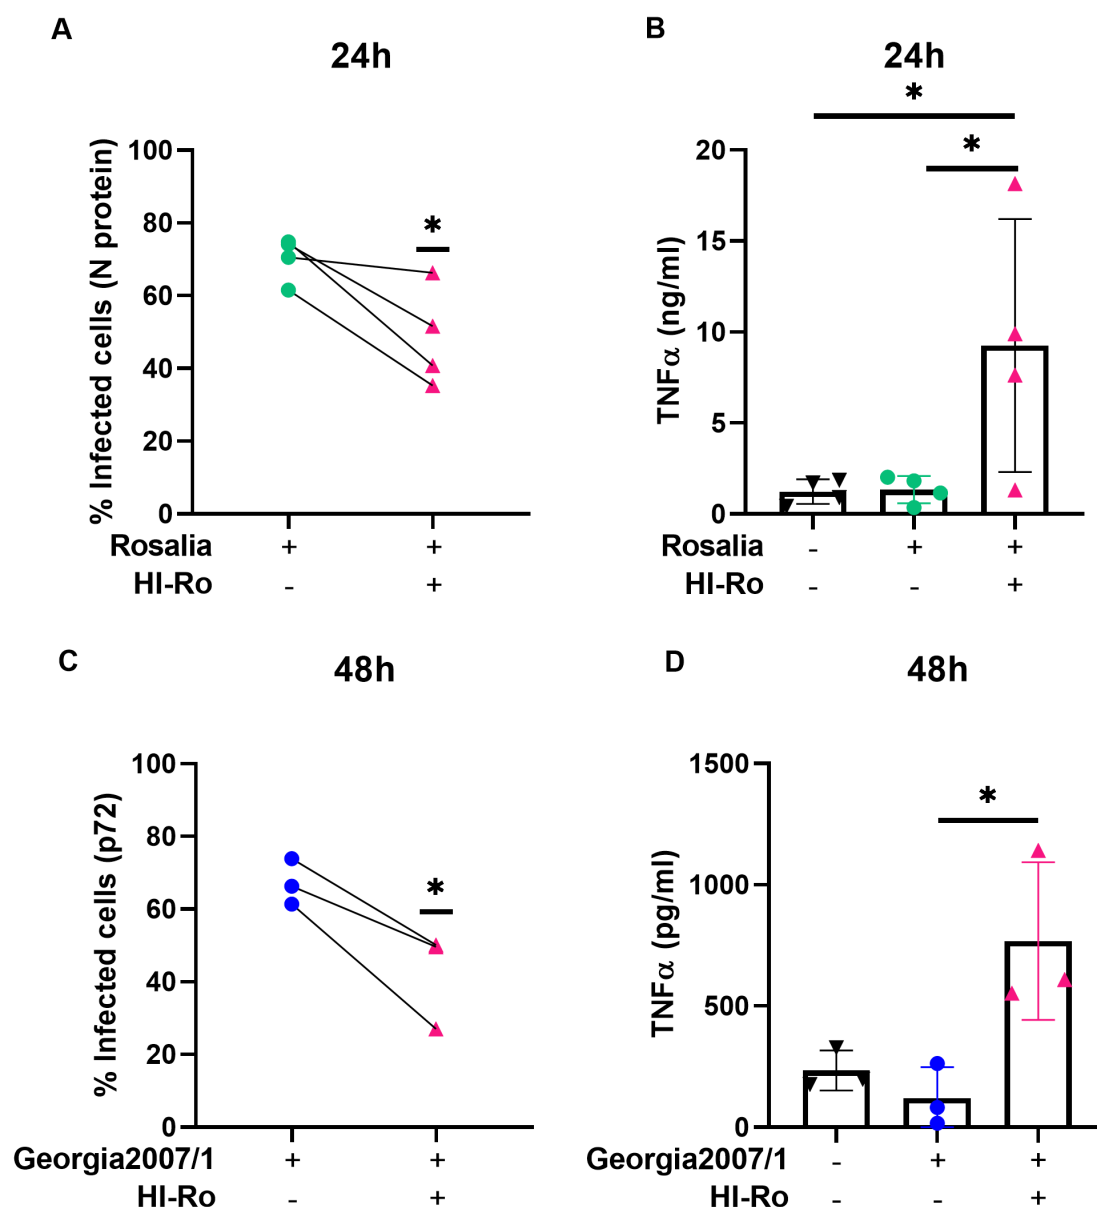 A
24h
% Infected cells (N protein)
100
80
60
40
20
0
*
Rosalia + +
HI-Ro - +
B
24h
TNFα (ng/ml)
20
15
10
5
0
*
*
Rosalia - + +
HI-Ro - - +
C
48h
% Infected cells (p72)
100
80
60
40
20
0
*
Georgia2007/1 + +
HI-Ro - +
D
48h
TNFα (pg/ml)
1500
1000
500
0
*
Georgia2007/1 - + +
HI-Ro - - +